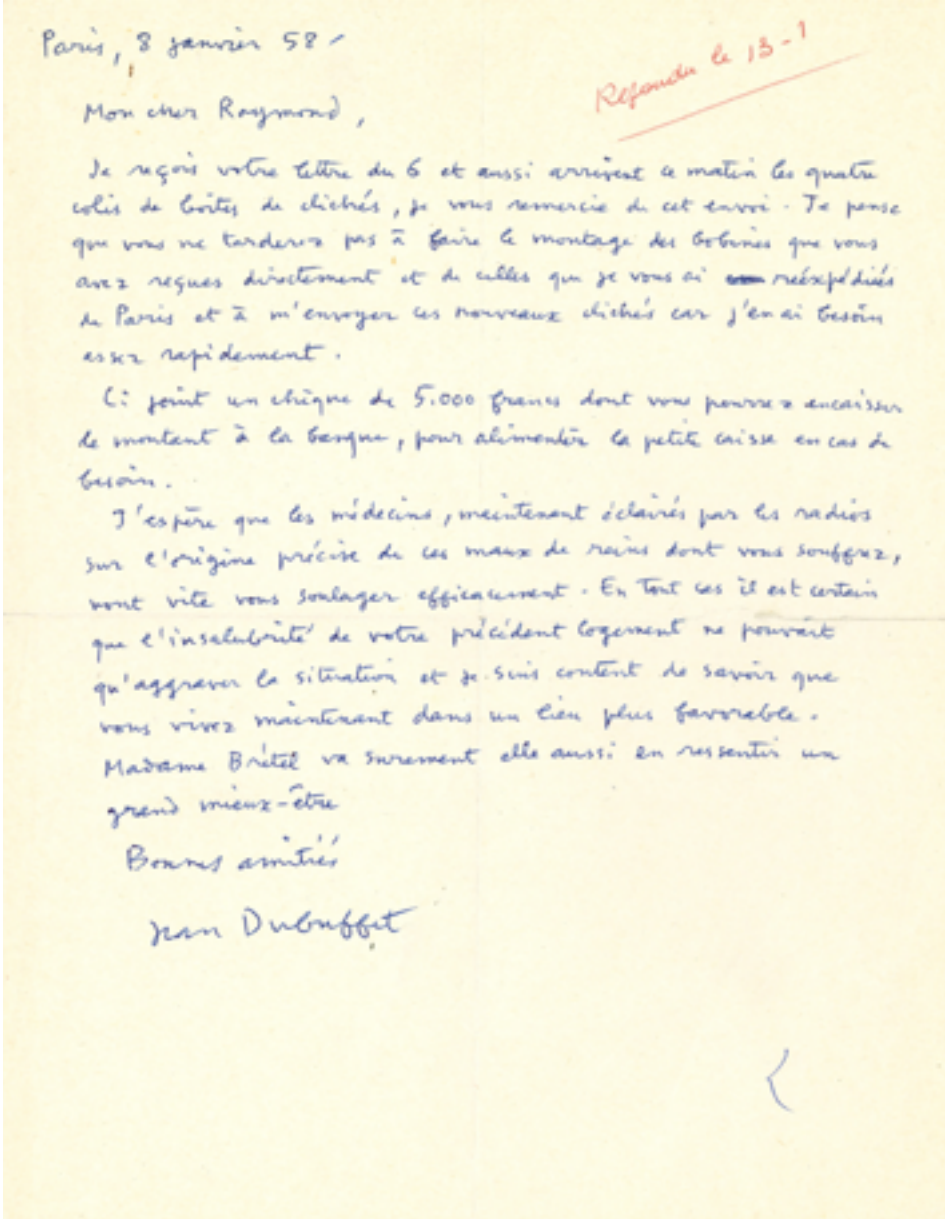 Paris, 8 janvier 58
Repondu le 13-1
Mon cher Raymond,
Je reçois votre lettre du 6 et aussi arrivent ce matin les quatre
colis de boîtes de clichés, je vous remercie de cet envoi. Je pense
que vous ne tarderez pas à faire le montage des bobines que vous
avez reçues directement et de celles que je vous ai réexpédiées
de Paris et à m'envoyer ces nouveaux clichés car j'en ai besoin
assez rapidement.
Ci joint un chèque de 5.000 francs dont vous pourrez encaisser
le montant à la banque, pour alimenter la petite caisse en cas de
besoin.
J'espère que les médecins, maintenant éclairés par les radios
sur l'origine précise de ces maux de reins dont vous souffrez,
vont vite vous soulager efficacement. En tout cas il est certain
que l'insalubrité de votre précédent logement ne pouvait
qu'aggraver la situation et je suis content de savoir que
vous vivez maintenant dans un lieu plus favorable.
Madame Brétel va surement elle aussi en ressentir un
grand mieux-être
Bonnes amitiés
Jean Dubuffet